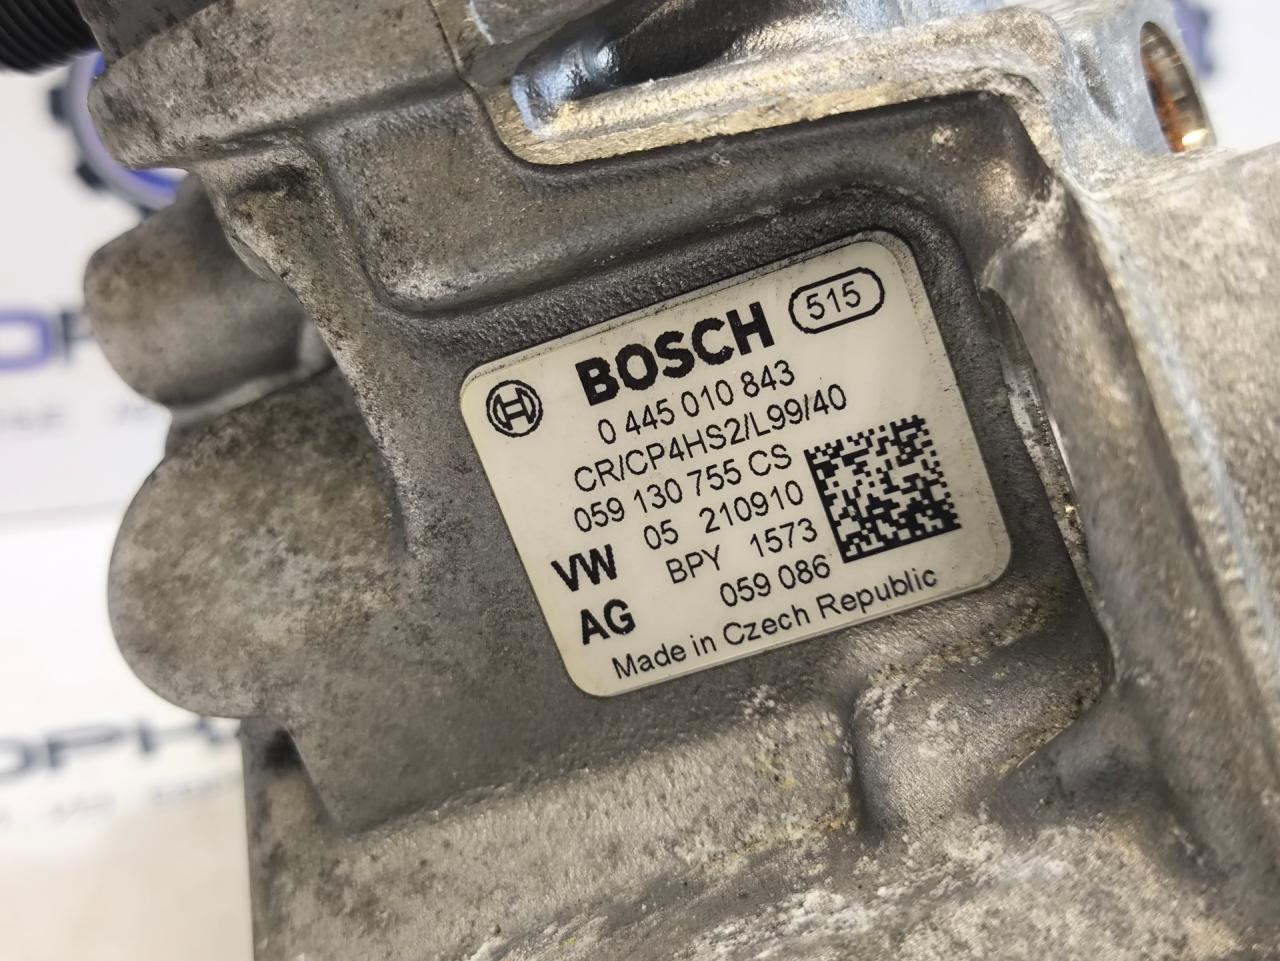 BOSCH 515
0 445 010 843
CR/CP4HS2/L99/40
059 130 755 CS
VW 05 210910
BPY 1573
AG 059 086
Made in Czech Republic